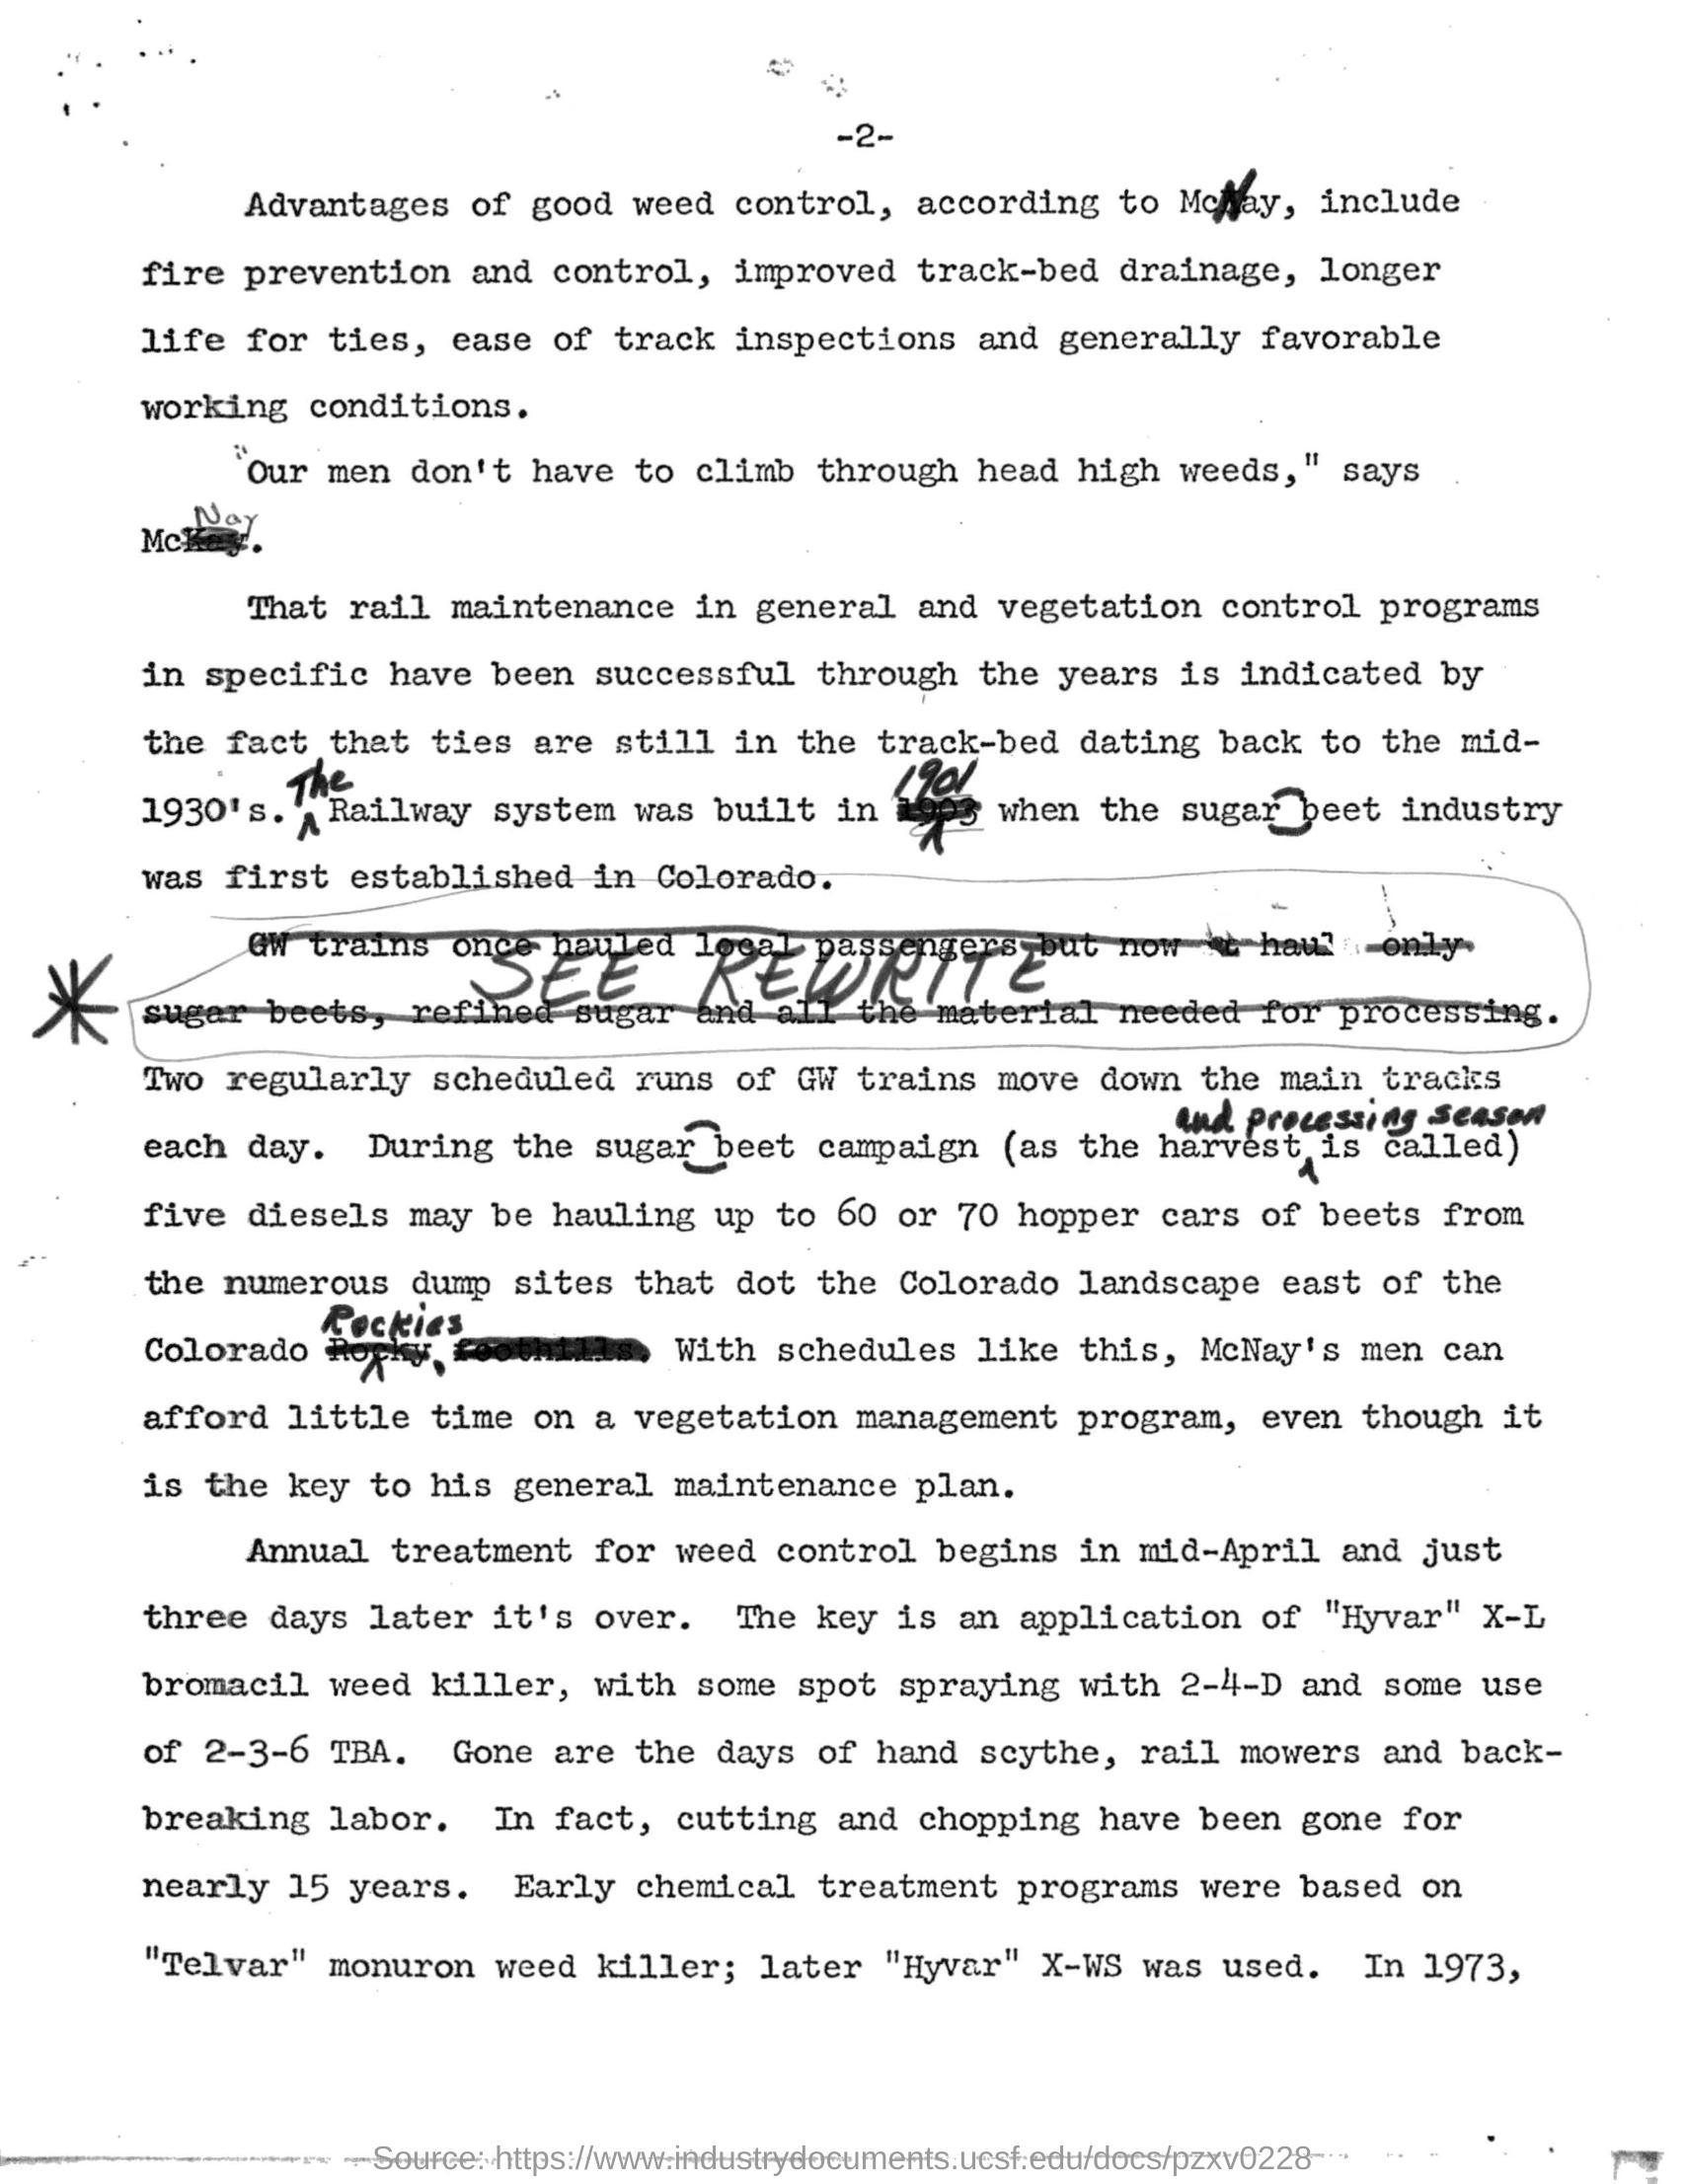 -2-
Advantages of good weed control, according to McNay, include
fire prevention and control, improved track-bed drainage, longer
life for ties, ease of track inspections and generally favorable
working conditions.
"Our men don't have to climb through head high weeds," says
Nay
McKay.
That rail maintenance in general and vegetation control programs
in specific have been successful through the years is indicated by
the fact that ties are still in the track-bed dating back to the mid-
The 1901
1930's. Railway system was built in 1903 when the sugar beet industry
was first established in Colorado.
GW trains once hauled local passengers but now haul only
SEE REWRITE
sugar beets, refined sugar and all the material needed for processing.
Two regularly scheduled runs of GW trains move down the main tracks
and processing season
each day. During the sugar beet campaign (as the harvest is called)
five diesels may be hauling up to 60 or 70 hopper cars of beets from
the numerous dump sites that dot the Colorado landscape east of the
Rockies
Colorado Rocky foothills. With schedules like this, McNay's men can
afford little time on a vegetation management program, even though it
is the key to his general maintenance plan.
Annual treatment for weed control begins in mid-April and just
three days later it's over. The key is an application of "Hyvar" X-L
bromacil weed killer, with some spot spraying with 2-4-D and some use
of 2-3-6 TBA. Gone are the days of hand scythe, rail mowers and back-
breaking labor. In fact, cutting and chopping have been gone for
nearly 15 years. Early chemical treatment programs were based on
"Telvar" monuron weed killer; later "Hyvar" X-WS was used. In 1973,
Source: https://www.industrydocuments.ucsf.edu/docs/pzxv0228